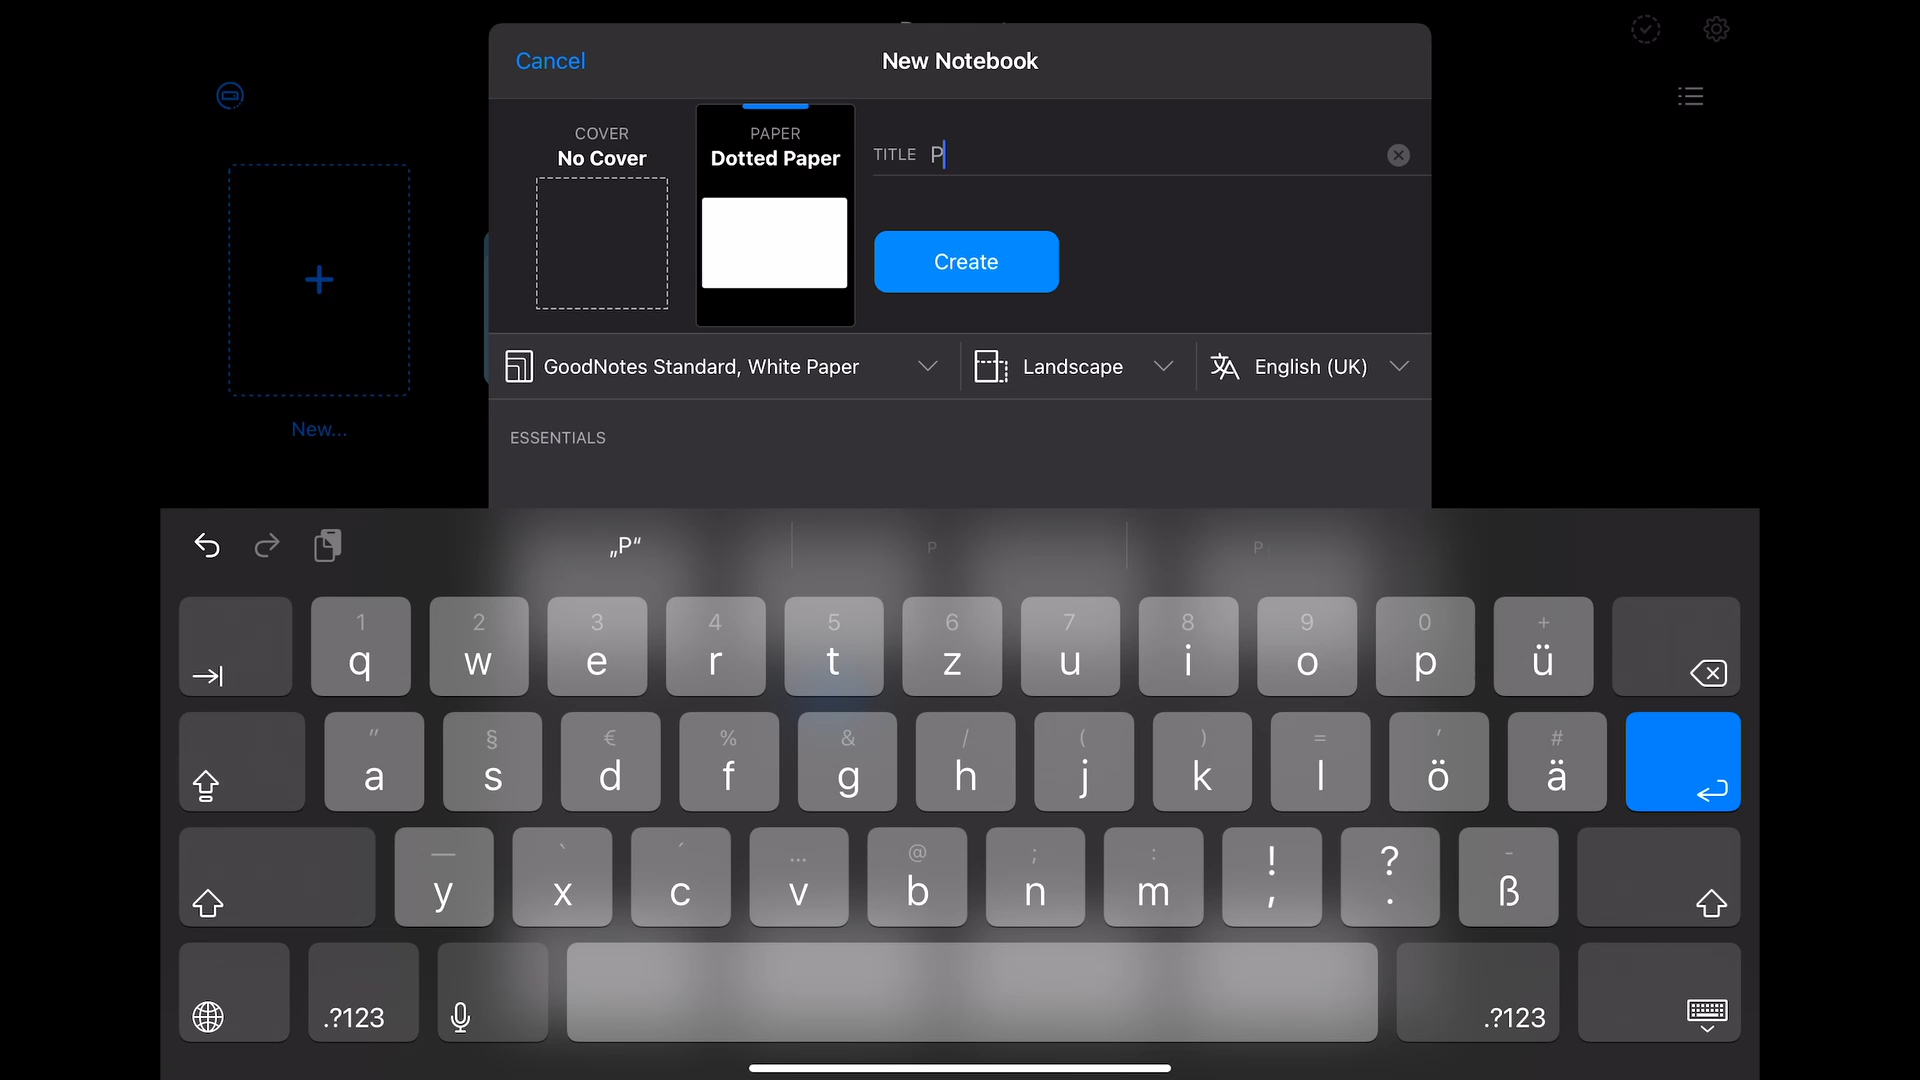 Cancel
New Notebook
COVER
No Cover
PAPER
Dotted Paper
TITLE P
Create
GoodNotes Standard, White Paper
Landscape
English (UK)
New...
ESSENTIALS
„P“ P P
1 2 3 4 5 6 7 8 9 0 +
q w e r t z u i o p ü
" § € % & / ( ) = ' #
a s d f g h j k l ö ä
— ` ´ ... @ ; : ! ? -
y x c v b n m , . ß
.?123 .?123